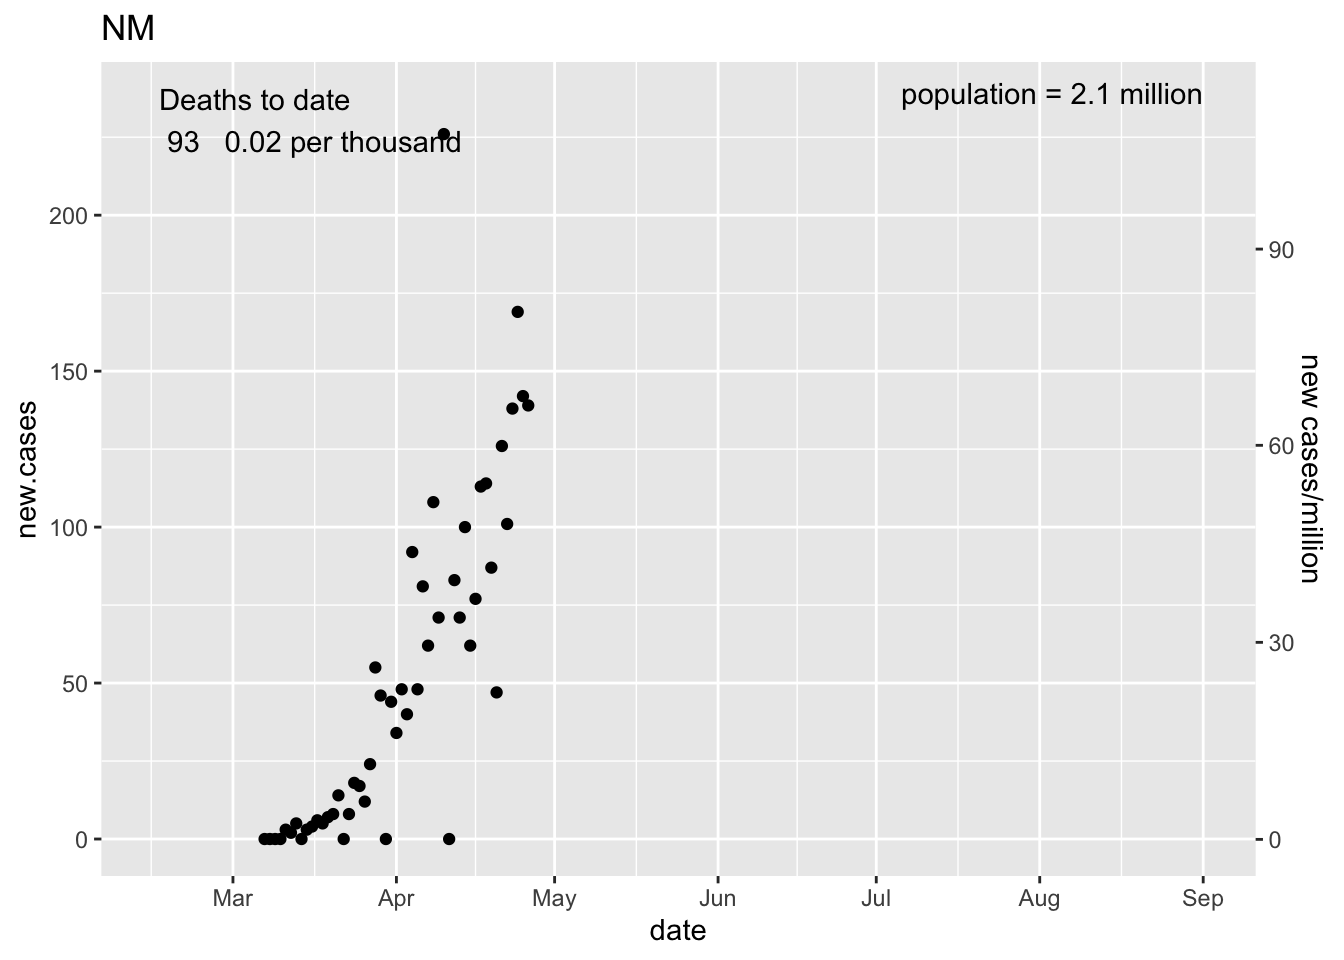 NM
Deaths to date
93 0.02 per thousand
population = 2.1 million
200
150
100
50
0
new.cases
90
60
30
0
new cases/million
Mar Apr May Jun Jul Aug Sep
date